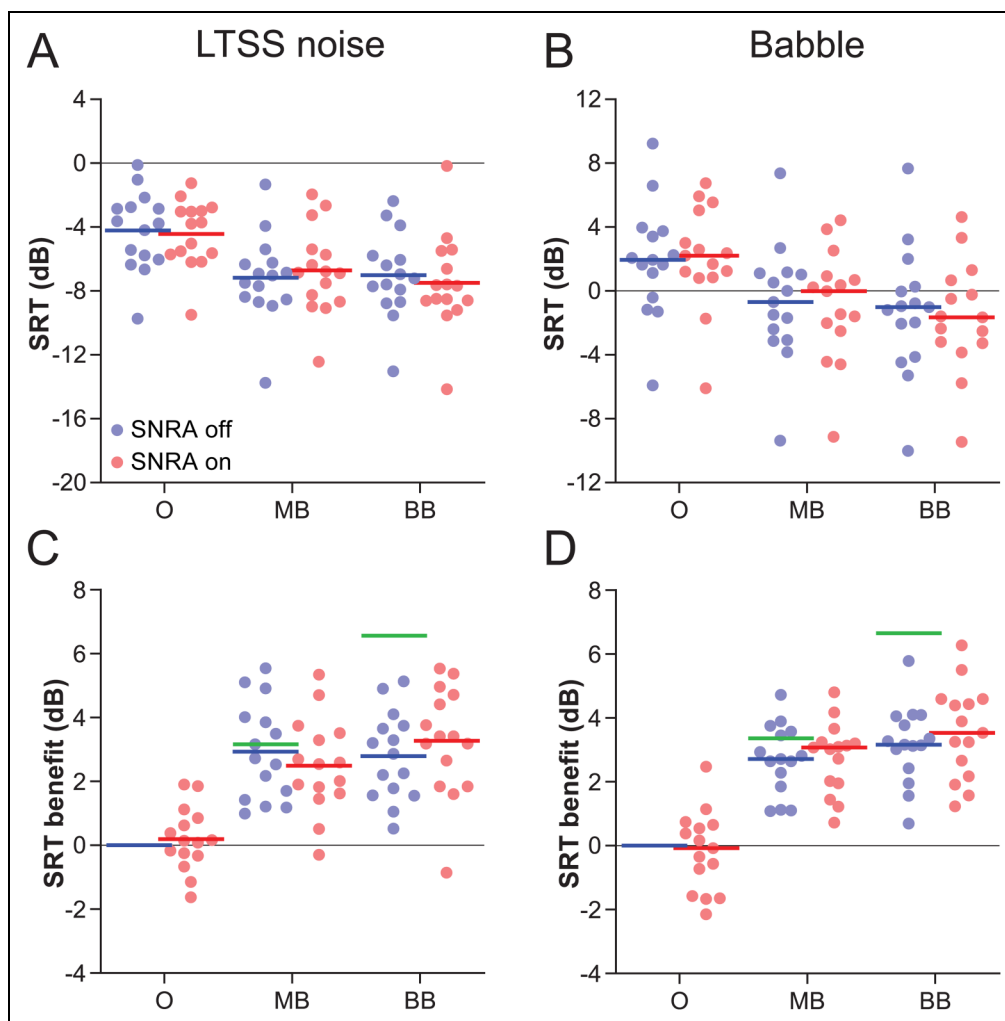 A LTSS noise
B Babble
SRT (dB)
4
0
-4
-8
-12
-16
-20
SNRA off
SNRA on
O MB BB
SRT (dB)
12
8
4
0
-4
-8
-12
O MB BB
C
SRT benefit (dB)
8
6
4
2
0
-2
-4
O MB BB
D
SRT benefit (dB)
8
6
4
2
0
-2
-4
O MB BB